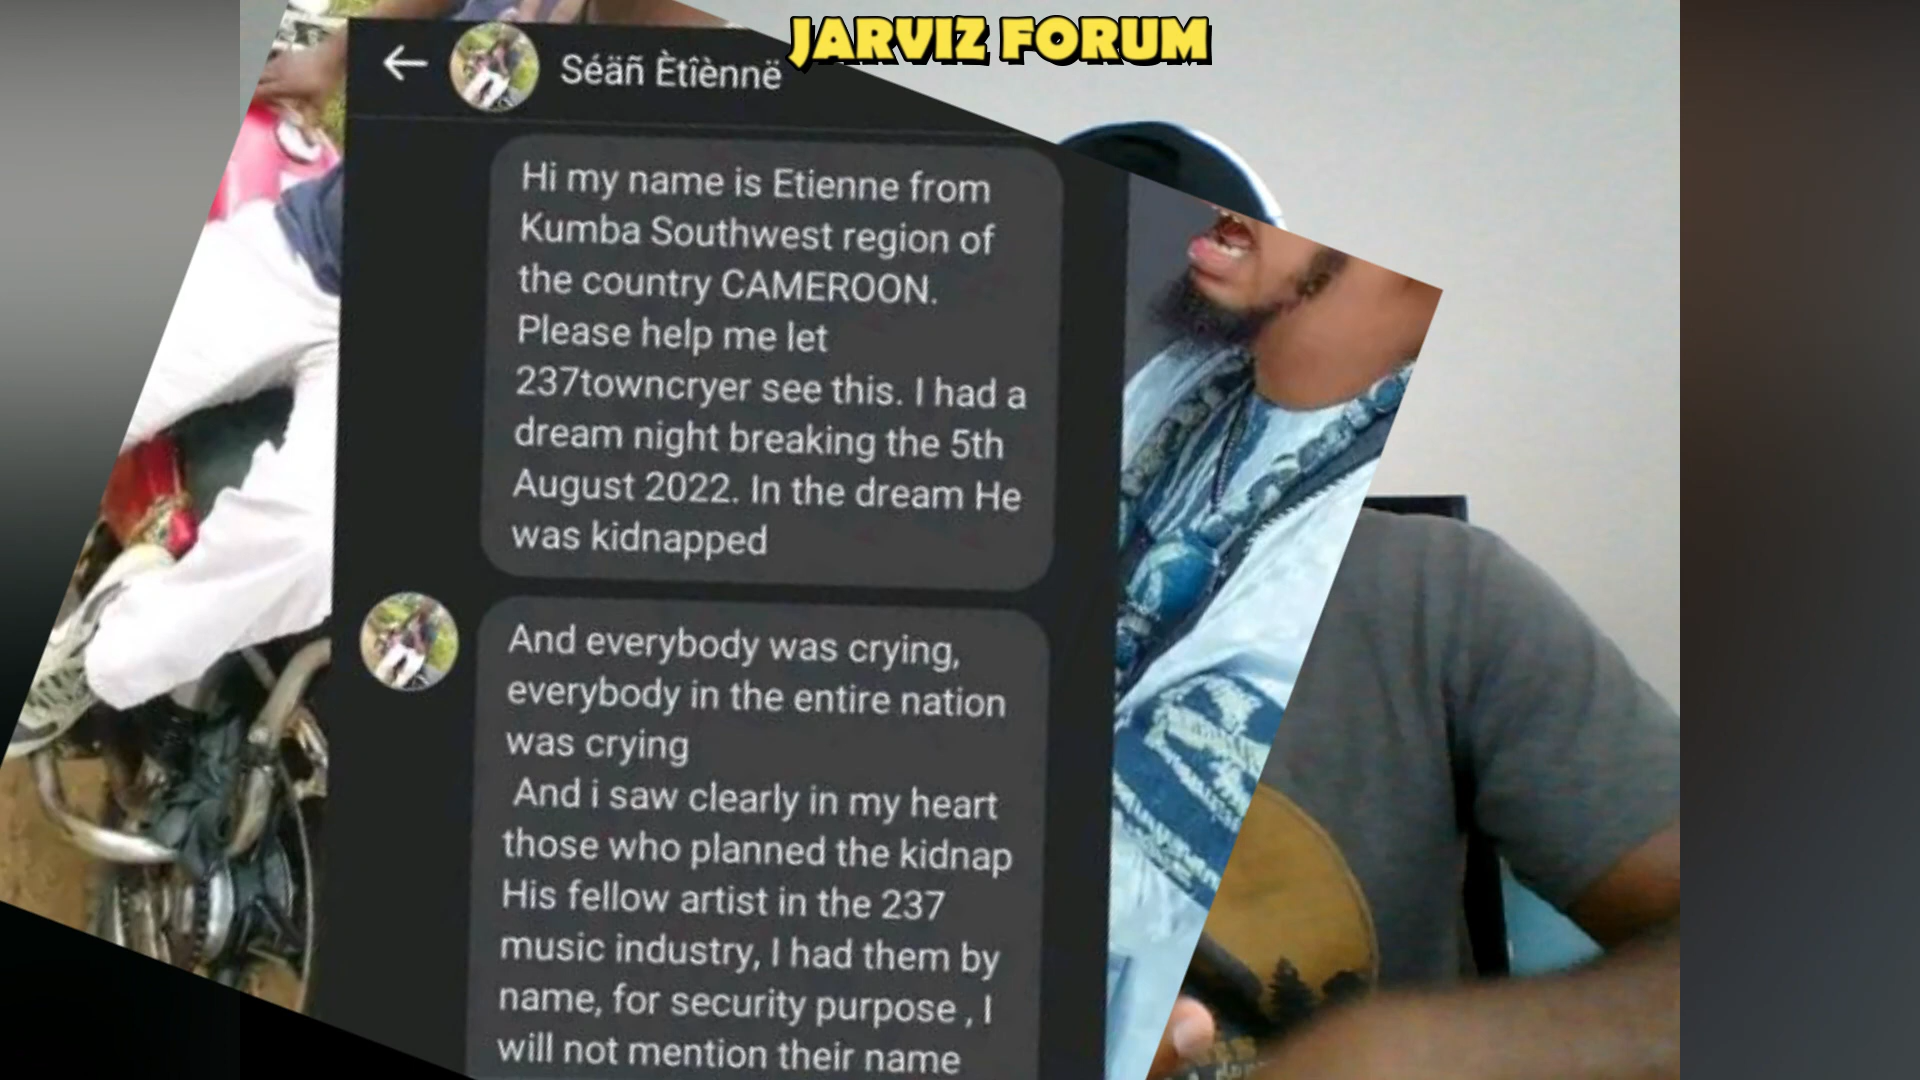 JARVIZ FORUM
Séäñ Ètîènnë
Hi my name is Etienne from
Kumba Southwest region of
the country CAMEROON.
Please help me let
237towncryer see this. I had a
dream night breaking the 5th
August 2022. In the dream He
was kidnapped
And everybody was crying,
everybody in the entire nation
was crying
And i saw clearly in my heart
those who planned the kidnap
His fellow artist in the 237
music industry, I had them by
name, for security purpose , I
will not mention their name